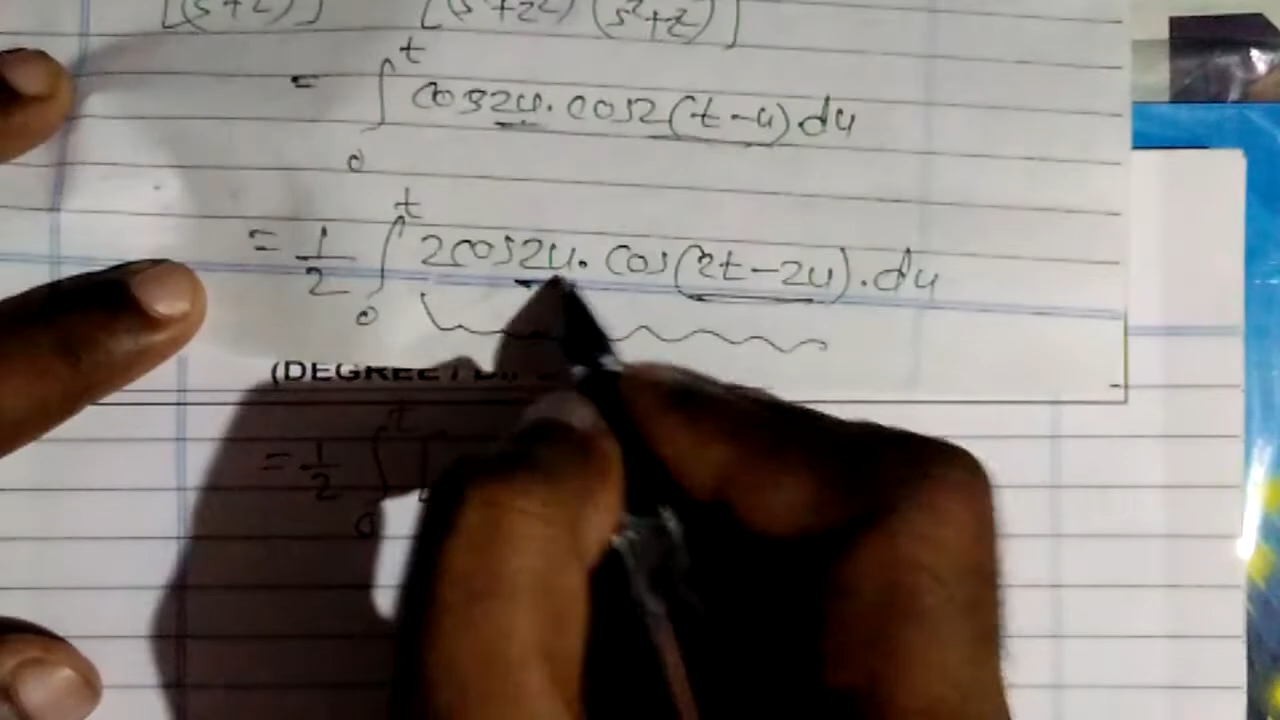 = ∫₀ᵗ cos2u.cos2(t-u)du
= 1/2 ∫₀ᵗ 2cos2u.cos(2t-2u).du
(DEGREE
= 1/2 ∫₀ᵗ